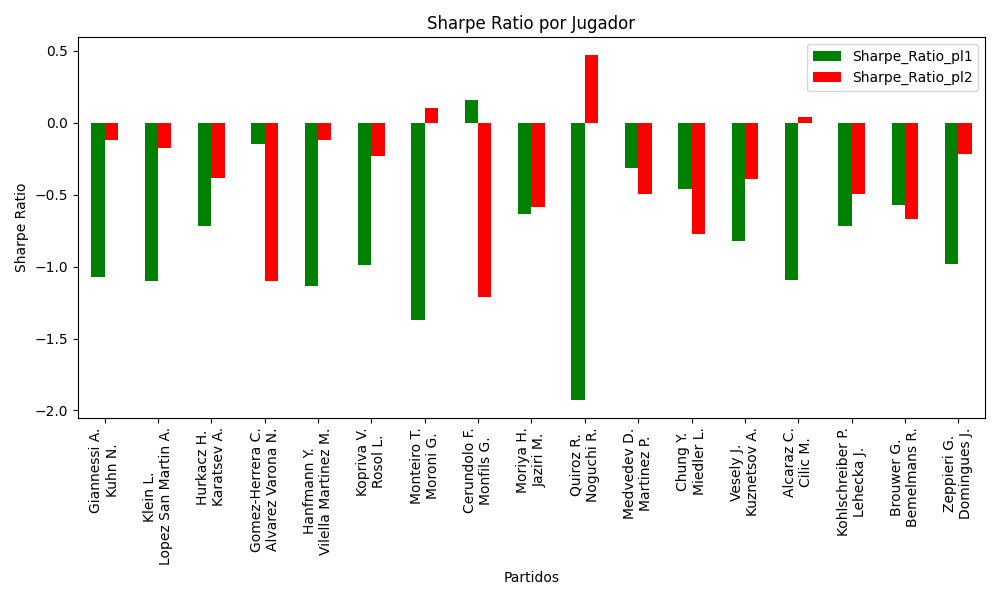 Sharpe Ratio por Jugador
Sharpe_Ratio_pl1
Sharpe_Ratio_pl2
Sharpe Ratio
0.5
0.0
−0.5
−1.0
−1.5
−2.0
Giannessi A.
Kuhn N.
Klein L.
Lopez San Martin A.
Hurkacz H.
Karatsev A.
Gomez-Herrera C.
Alvarez Varona N.
Hanfmann Y.
Vilella Martinez M.
Kopriva V.
Rosol L.
Monteiro T.
Moroni G.
Cerundolo F.
Monfils G.
Moriya H.
Jaziri M.
Quiroz R.
Noguchi R.
Medvedev D.
Martinez P.
Chung Y.
Miedler L.
Vesely J.
Kuznetsov A.
Alcaraz C.
Cilic M.
Kohlschreiber P.
Lehecka J.
Brouwer G.
Bemelmans R.
Zeppieri G.
Domingues J.
Partidos